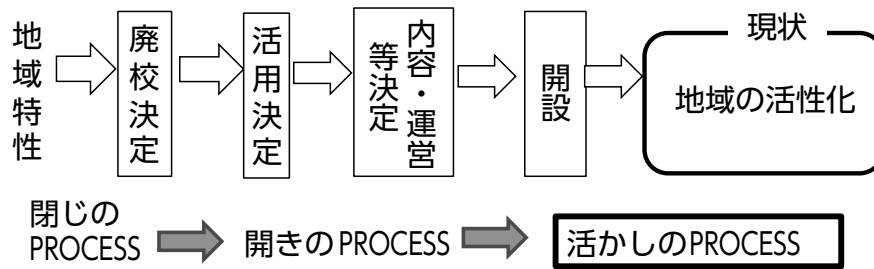 地域特性
廃校決定
活用決定
内容・運営
等決定
開設
現状
地域の活性化
閉じの
PROCESS
開きのPROCESS
活かしのPROCESS